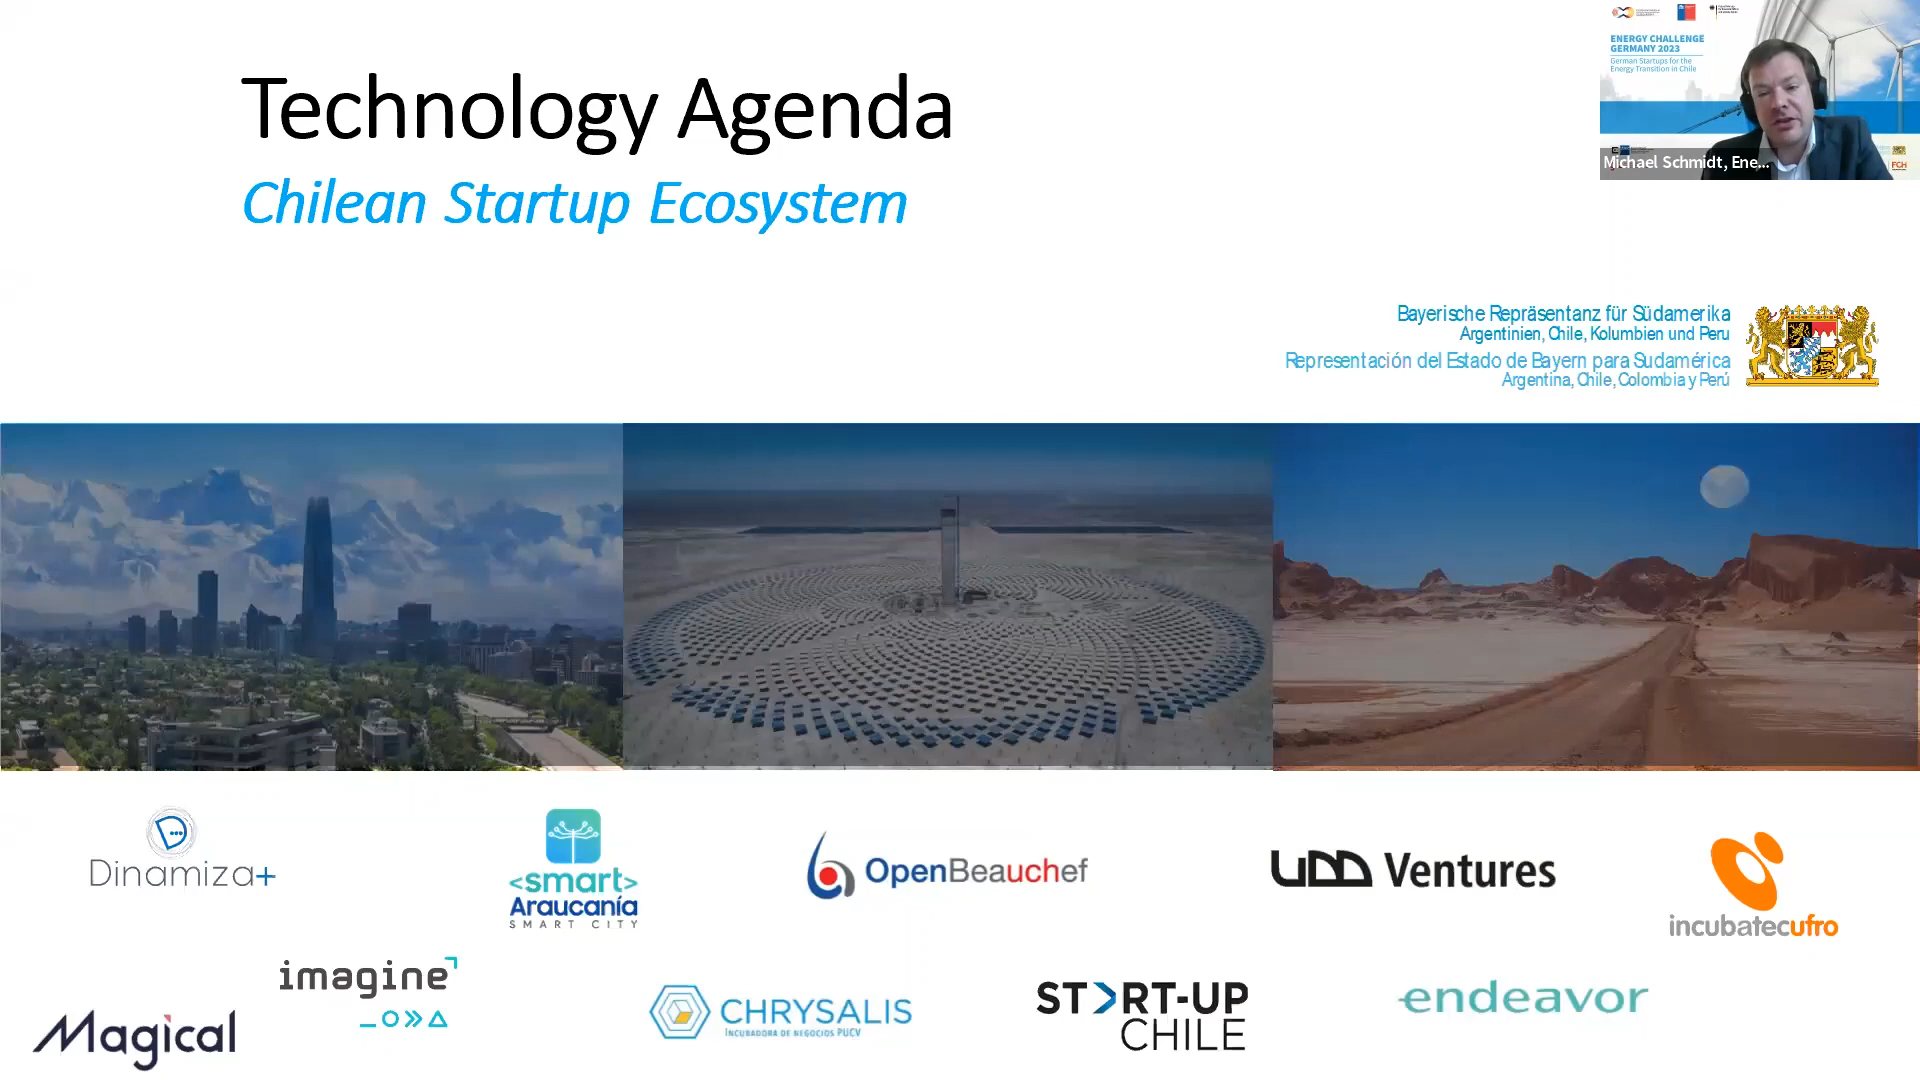 Technology Agenda
Chilean Startup Ecosystem
ENERGY CHALLENGE
GERMANY 2023
German Startups for the
Energy Transition in Chile
Michael Schmidt, Ene...
FCH
Bayerische Repräsentanz für Südamerika
Argentinien, Chile, Kolumbien und Peru
Representación del Estado de Bayern para Sudamérica
Argentina, Chile, Colombia y Perú
Dinamiza+
<smart>
Araucanía
SMART CITY
OpenBeauchef
UDD Ventures
incubatecufro
imagine
Magical
CHRYSALIS
INCUBADORA DE NEGOCIOS PUCV
START-UP
CHILE
endeavor